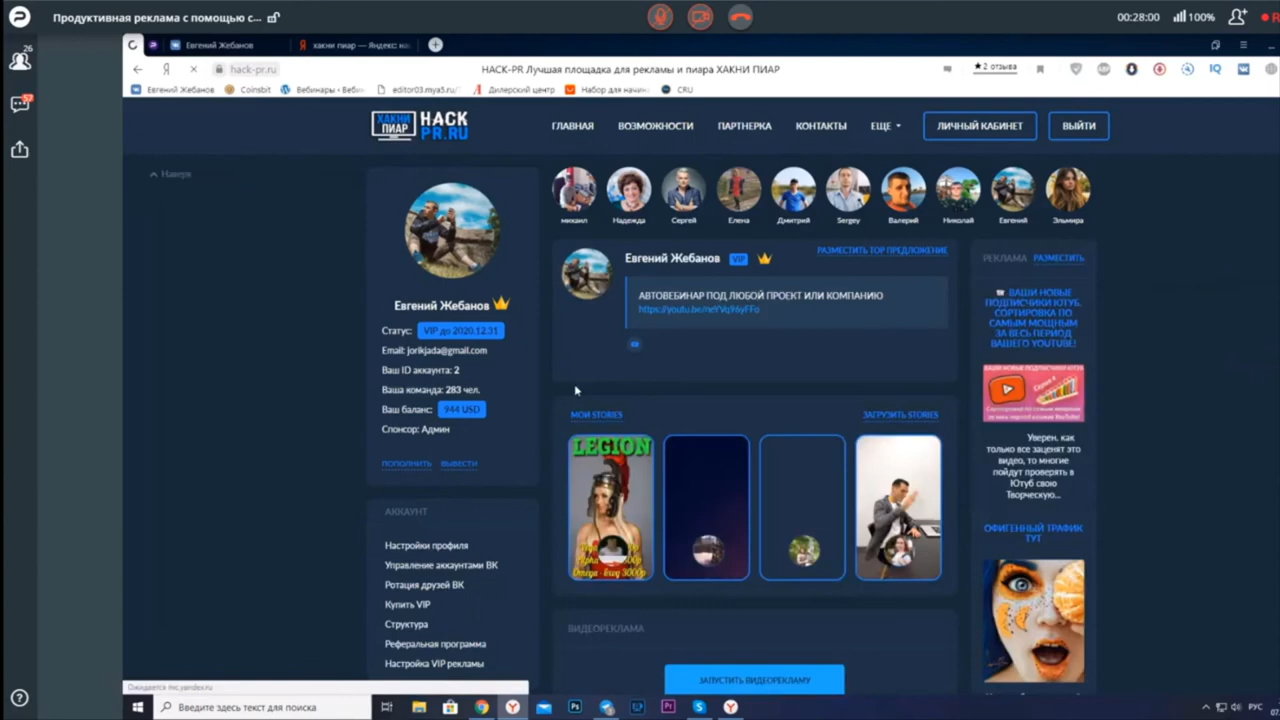 Продуктивная реклама с помощью с...
00:28:00
100%
26
57
Евгений Жебанов
хакни пиар — Яндекс: на
hack-pr.ru
HACK-PR Лучшая площадка для рекламы и пиара ХАКНИ ПИАР
2 отзыва
Евгений Жебанов
Coinsbit
Вебинары - Веби
editor03.mya5.ru/
Дилерский центр
Набор для начин
CRU
ХАКНИ ПИАР
HACK PR.RU
ГЛАВНАЯ
ВОЗМОЖНОСТИ
ПАРТНЕРКА
КОНТАКТЫ
ЕЩЕ
ЛИЧНЫЙ КАБИНЕТ
ВЫЙТИ
Наверх
михаил
Надежда
Сергей
Елена
Дмитрий
Sergey
Валерий
Николай
Евгений
Эльмира
Евгений Жебанов
Статус: VIP до 2020.12.31
Email: jorikjada@gmail.com
Ваш ID аккаунта: 2
Ваша команда: 283 чел.
Ваш баланс: 944 USD
Спонсор: Админ
ПОПОЛНИТЬ
ВЫВЕСТИ
АККАУНТ
Настройки профиля
Управление аккаунтами ВК
Ротация друзей ВК
Купить VIP
Структура
Реферальная программа
Настройка VIP рекламы
Евгений Жебанов VIP
РАЗМЕСТИТЬ TOP ПРЕДЛОЖЕНИЕ
АВТОВЕБИНАР ПОД ЛЮБОЙ ПРОЕКТ ИЛИ КОМПАНИЮ
МОИ STORIES
ЗАГРУЗИТЬ STORIES
LEGION
ВИДЕОРЕКЛАМА
ЗАПУСТИТЬ ВИДЕОРЕКЛАМУ
РЕКЛАМА РАЗМЕСТИТЬ
ВАШИ НОВЫЕ
ПОДПИСЧИКИ ЮТУБ.
СОРТИРОВКА ПО
САМЫМ МОЩНЫМ
ЗА ВЕСЬ ПЕРИОД
ВАШЕГО YOUTUBE!
Уверен, как
только все заценят это
видео, то многие
пойдут проверять в
Ютуб свою
Творческую...
ОФИГЕННЫЙ ТРАФИК
ТУТ
Ожидается mc.yandex.ru
Введите здесь текст для поиска
РУС